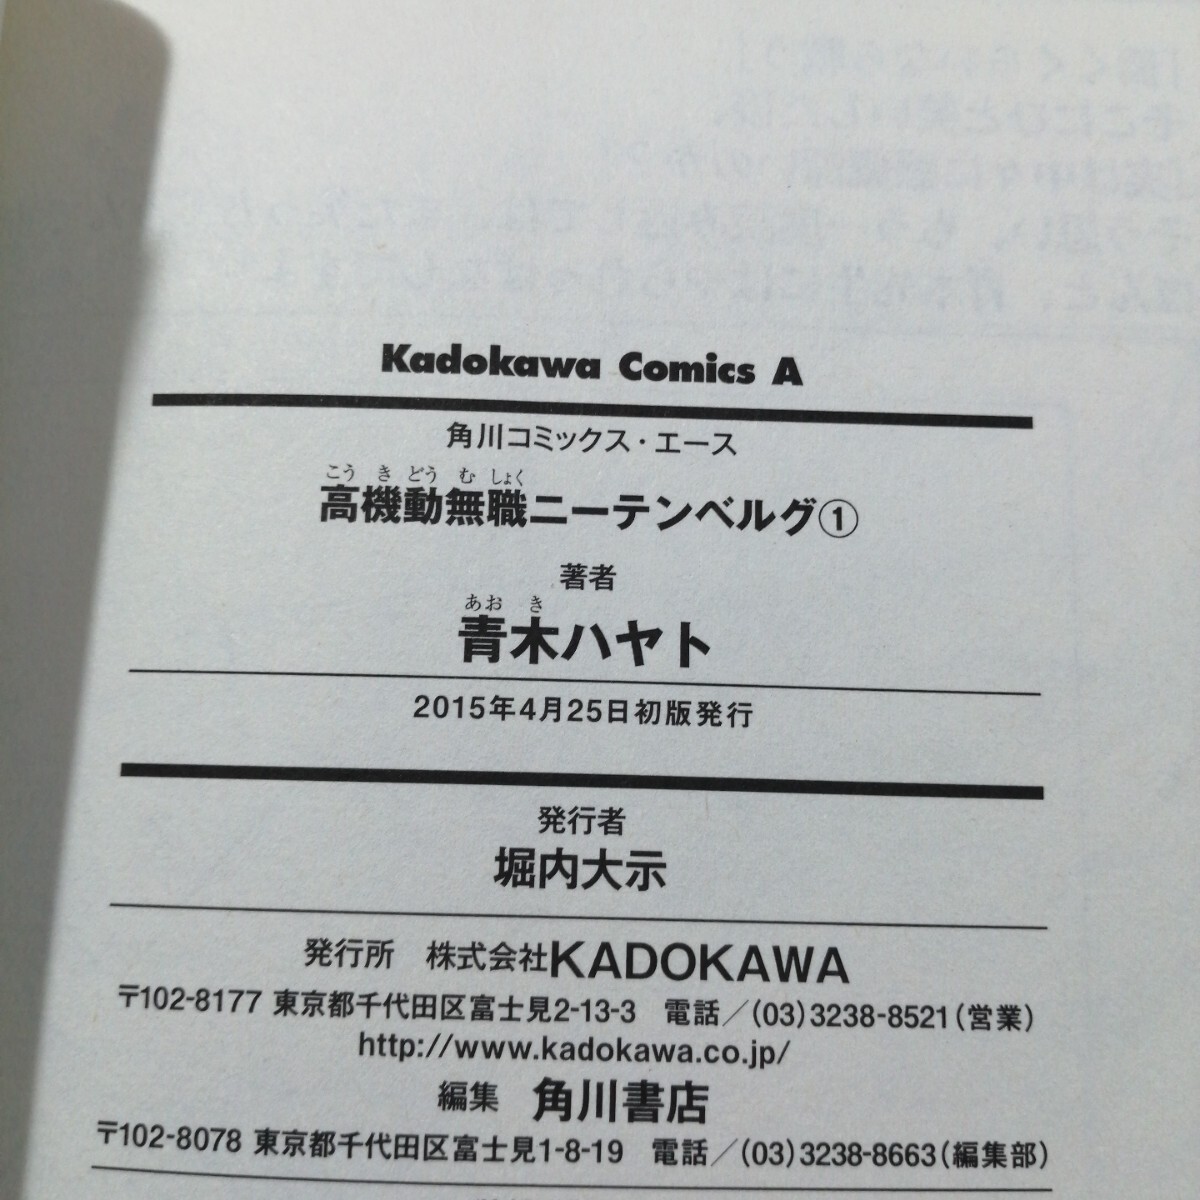 Kadokawa Comics A
角川コミックス・エース
こうきどうむしょく
高機動無職ニーテンベルグ①
著者
あおき
青木ハヤト
2015年4月25日初版発行
発行者
堀内大示
発行所　株式会社KADOKAWA
〒102-8177 東京都千代田区富士見2-13-3　電話／(03)3238-8521(営業)
http://www.kadokawa.co.jp/
編集　角川書店
〒102-8078 東京都千代田区富士見1-8-19　電話／(03)3238-8663(編集部)